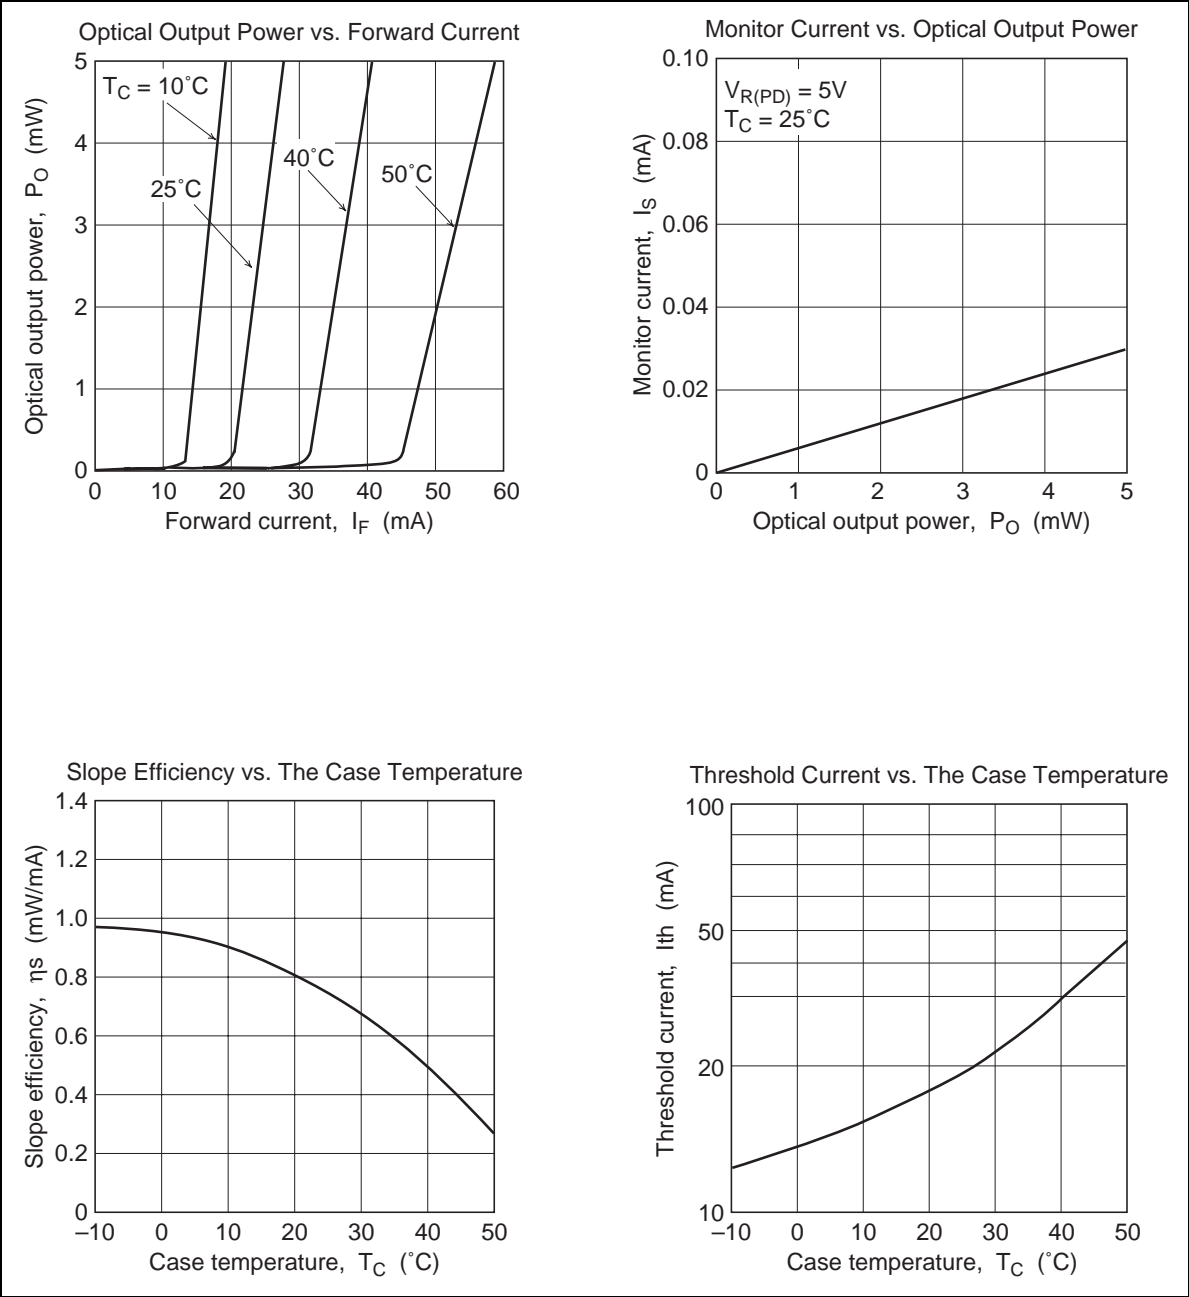 Optical Output Power vs. Forward Current
5
4
3
2
1
0
Optical output power, PO (mW)
TC = 10˚C
25˚C
40˚C
50˚C
0 10 20 30 40 50 60
Forward current, IF (mA)
Monitor Current vs. Optical Output Power
0.10
0.08
0.06
0.04
0.02
0
Monitor current, IS (mA)
VR(PD) = 5V
TC = 25˚C
0 1 2 3 4 5
Optical output power, PO (mW)
Slope Efficiency vs. The Case Temperature
1.4
1.2
1.0
0.8
0.6
0.4
0.2
0
Slope efficiency, ηs (mW/mA)
–10 0 10 20 30 40 50
Case temperature, TC (˚C)
Threshold Current vs. The Case Temperature
100
50
20
10
Threshold current, Ith (mA)
–10 0 10 20 30 40 50
Case temperature, TC (˚C)